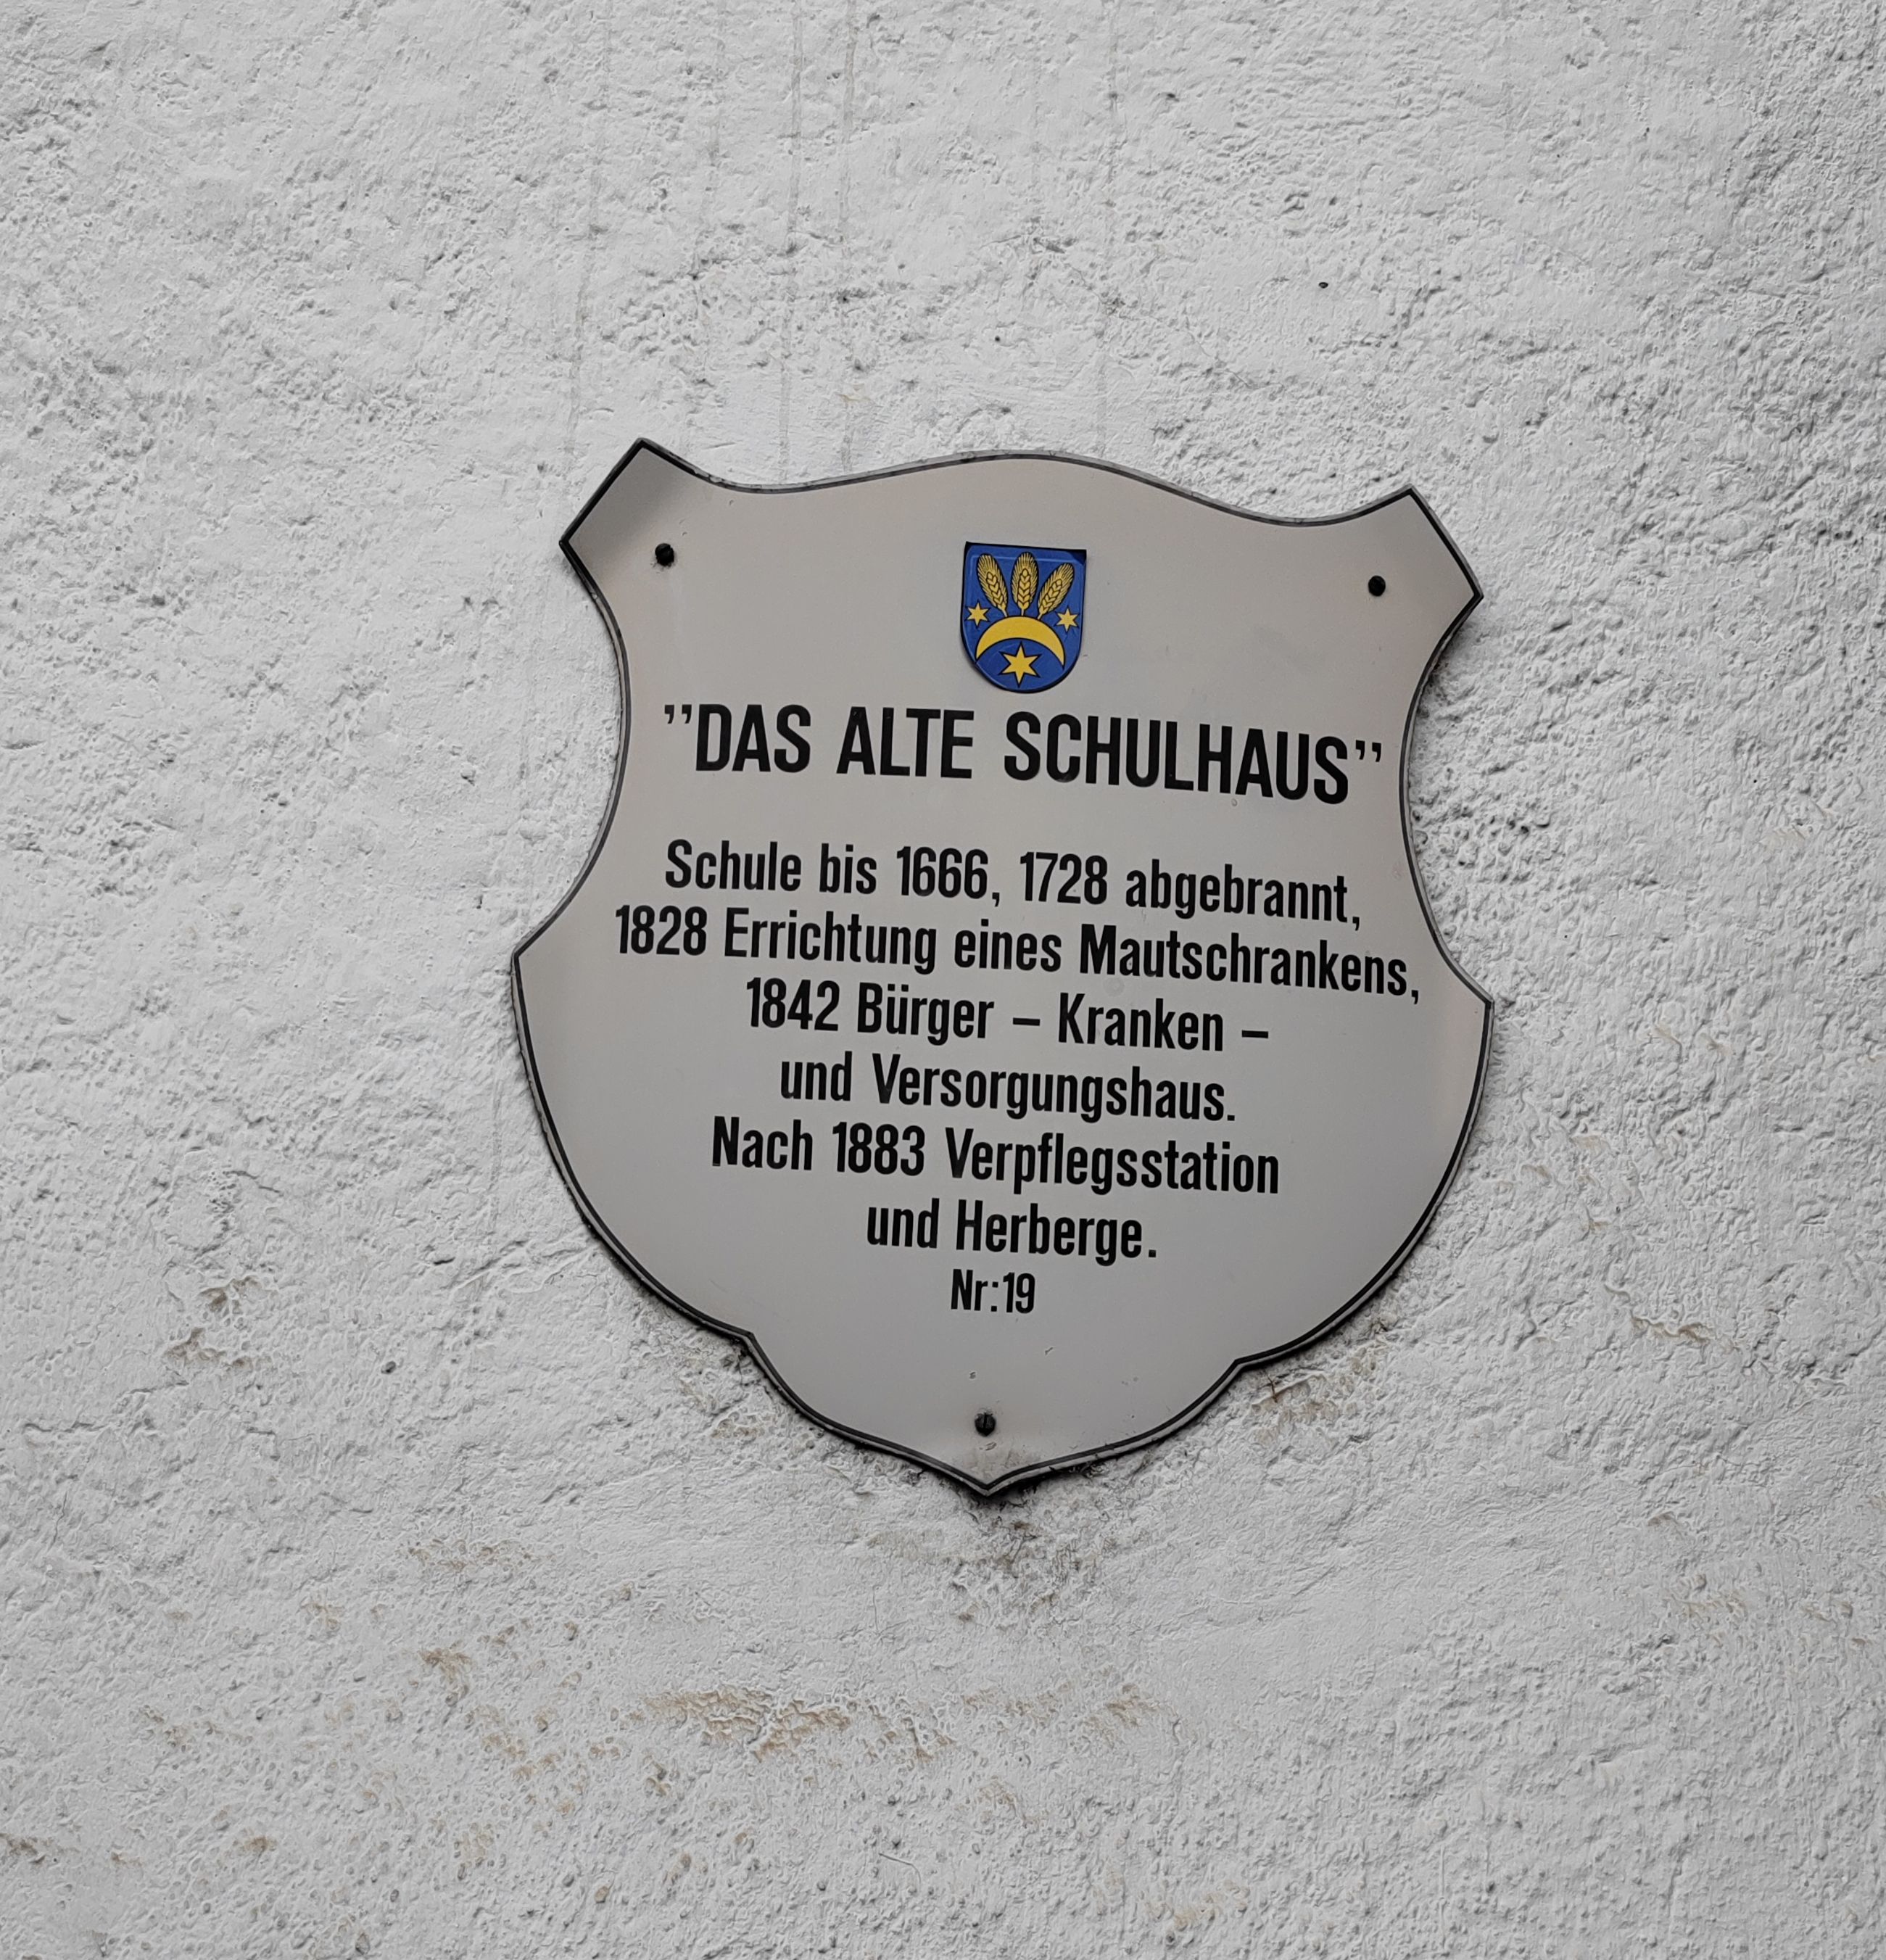 ”DAS ALTE SCHULHAUS”
Schule bis 1666, 1728 abgebrannt,
1828 Errichtung eines Mautschrankens,
1842 Bürger – Kranken –
und Versorgungshaus.
Nach 1883 Verpflegsstation
und Herberge.
Nr:19